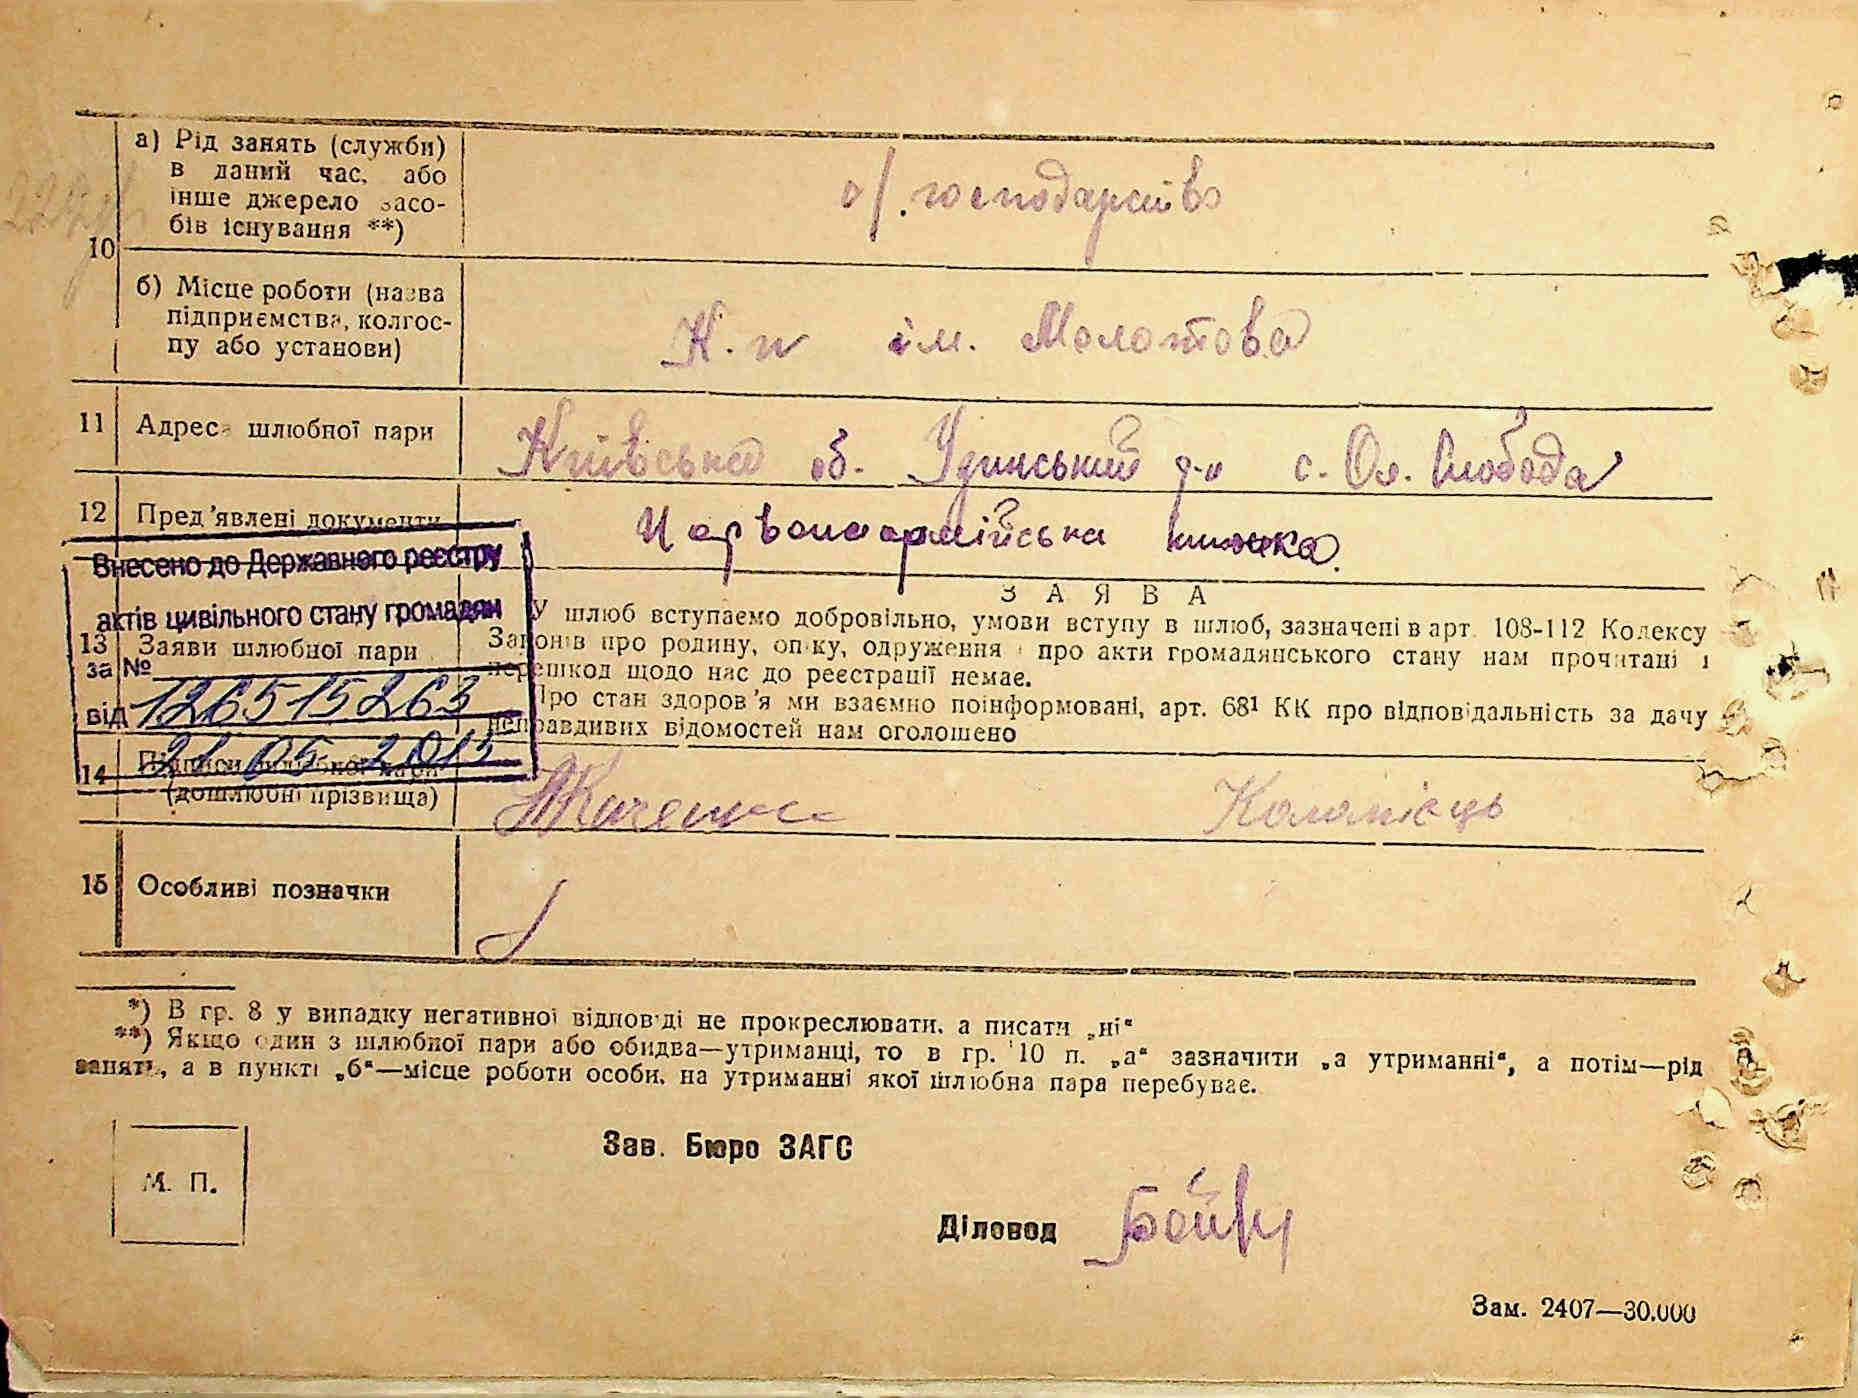 а) Рід занять (служби)
в даний час, або
інше джерело засо-
бів існування **)
с/.господарство
10
б) Місце роботи (назва
підприємства, колгос-
пу або установи)
К. п ім. Молотова
11 Адреса шлюбної пари
Київська об. р-н с. Ол. Слобода
12 Пред'явлені документи
Червоноармійська книжка.
Внесено до Державного реєстру
актів цивільного стану громадян
за №
126515263
від
21 05 2013
13 Заяви шлюбної пари
ЗАЯВА
У шлюб вступаємо добровільно, умови вступу в шлюб, зазначені в арт. 108-112 Кодексу
Законів про родину, опіку, одруження і про акти громадянського стану нам прочитані і
перешкод щодо нас до реєстрації немає.
Про стан здоров'я ми взаємно поінформовані, арт. 68¹ КК про відповідальність за дачу
неправдивих відомостей нам оголошено
14 Підписи шлюбної пари
(дошлюбні прізвища)
Коломієць
15 Особливі позначки
*) В гр. 8 у випадку негативної відповіді не прокреслювати, а писати „ні“
**) Якщо один з шлюбної пари або обидва—утриманці, то в гр. 10 п. „а“ зазначити „а утриманні“, а потім—рід
занять, а в пункті „б“—місце роботи особи, на утриманні якої шлюбна пара перебуває.
Зав. Бюро ЗАГС
М. П.
Діловод
Зам. 2407—30.000